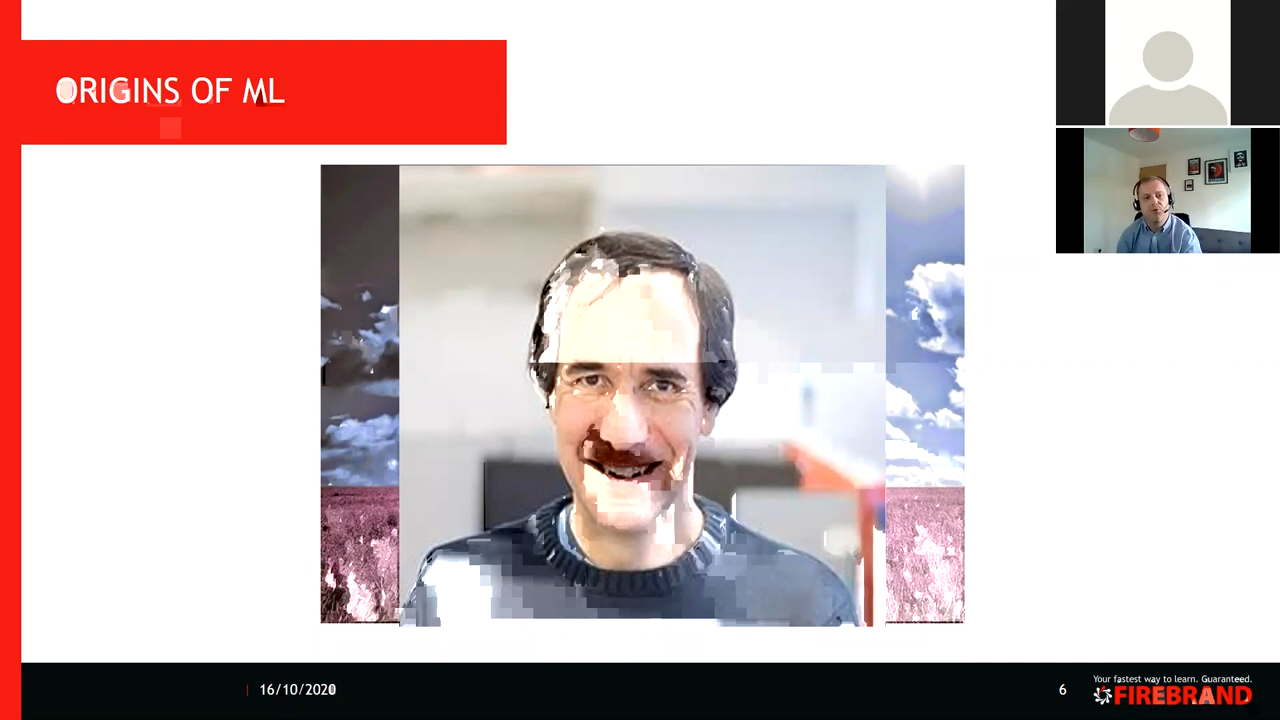 ORIGINS OF ML
16/10/2020
6
Your fastest way to learn. Guaranteed.
FIREBRAND